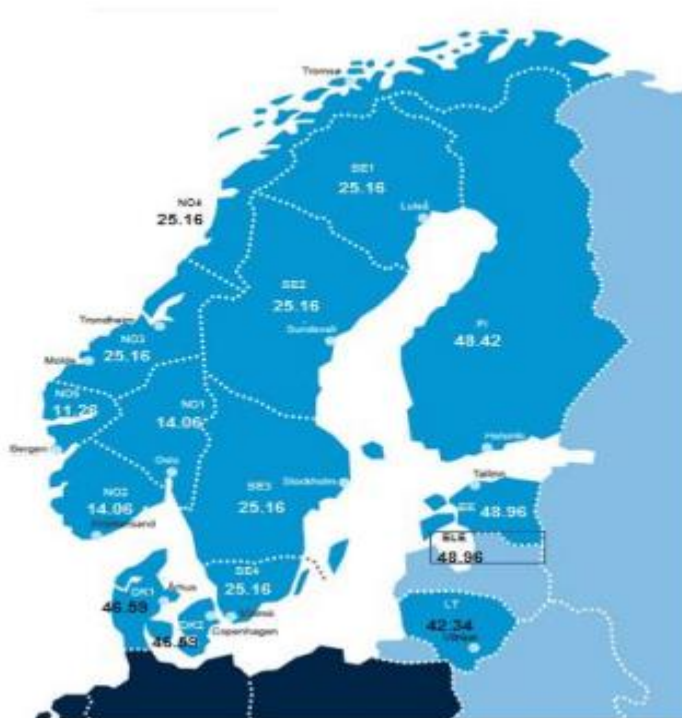 Tromsø
SE1
25.16
NO4
25.16
Luleå
SE2
25.16
Sundsvall
FI
48.42
Trondheim
NO3
25.16
Molde
NO5
11.28
NO1
14.06
Bergen
Oslo
Helsinki
Tallinn
Stockholm
SE3
25.16
NO2
14.06
Kristiansand
EE 48.96
ELE
48.96
SE4
25.16
Århus
DK1
46.59
Malmö
DK2
46.59
Copenhagen
LT
42.34
Vilnius